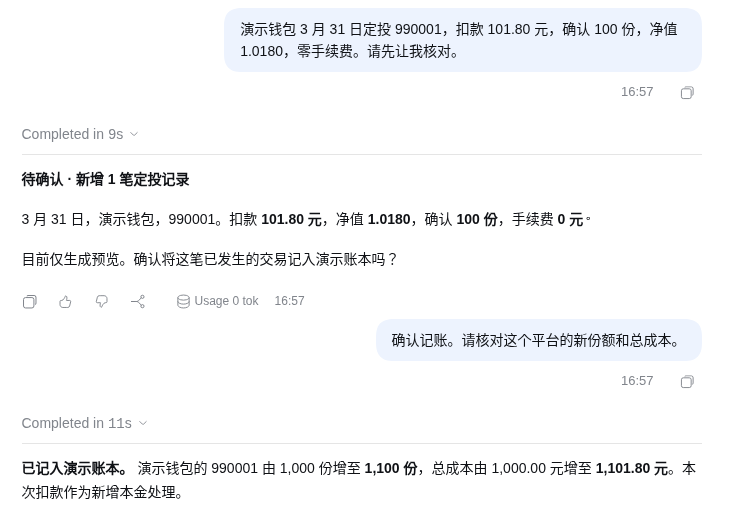 演示钱包 3 月 31 日定投 990001，扣款 101.80 元，确认 100 份，净值
1.0180，零手续费。请先让我核对。
16:57
Completed in 9s
待确认 · 新增 1 笔定投记录
3 月 31 日，演示钱包，990001。扣款 101.80 元，净值 1.0180，确认 100 份，手续费 0 元。
目前仅生成预览。确认将这笔已发生的交易记入演示账本吗？
Usage 0 tok 16:57
确认记账。请核对这个平台的新份额和总成本。
16:57
Completed in 11s
已记入演示账本。 演示钱包的 990001 由 1,000 份增至 1,100 份，总成本由 1,000.00 元增至 1,101.80 元。本
次扣款作为新增本金处理。